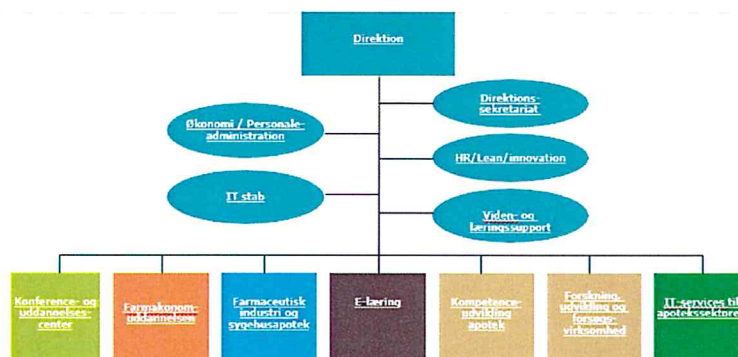 Direktion
Direktions-
sekretariat
Økonomi / Personale-
administration
HR/Lean/innovation
IT stab
Viden- og
læringssupport
Konference- og
uddannelses-
center
Farmakonom-
uddannelsen
Farmaceutisk
industri og
sygehusapotek
E-læring
Kompetence-
udvikling
apotek
Forskning,
udvikling og
forsøgs-
virksomhed
IT-services til
apotekssektoren